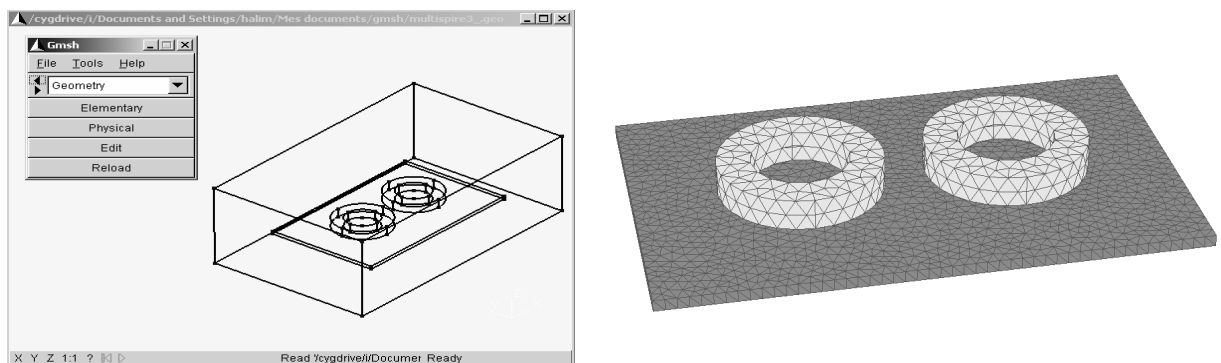 /cygdrive/i/Documents and Settings/halim/Mes documents/gmsh/multispire3_.geo
Gmsh
File Tools Help
Geometry
Elementary
Physical
Edit
Reload
X Y Z 1:1 ? Read '/cygdrive/i/Documer Ready